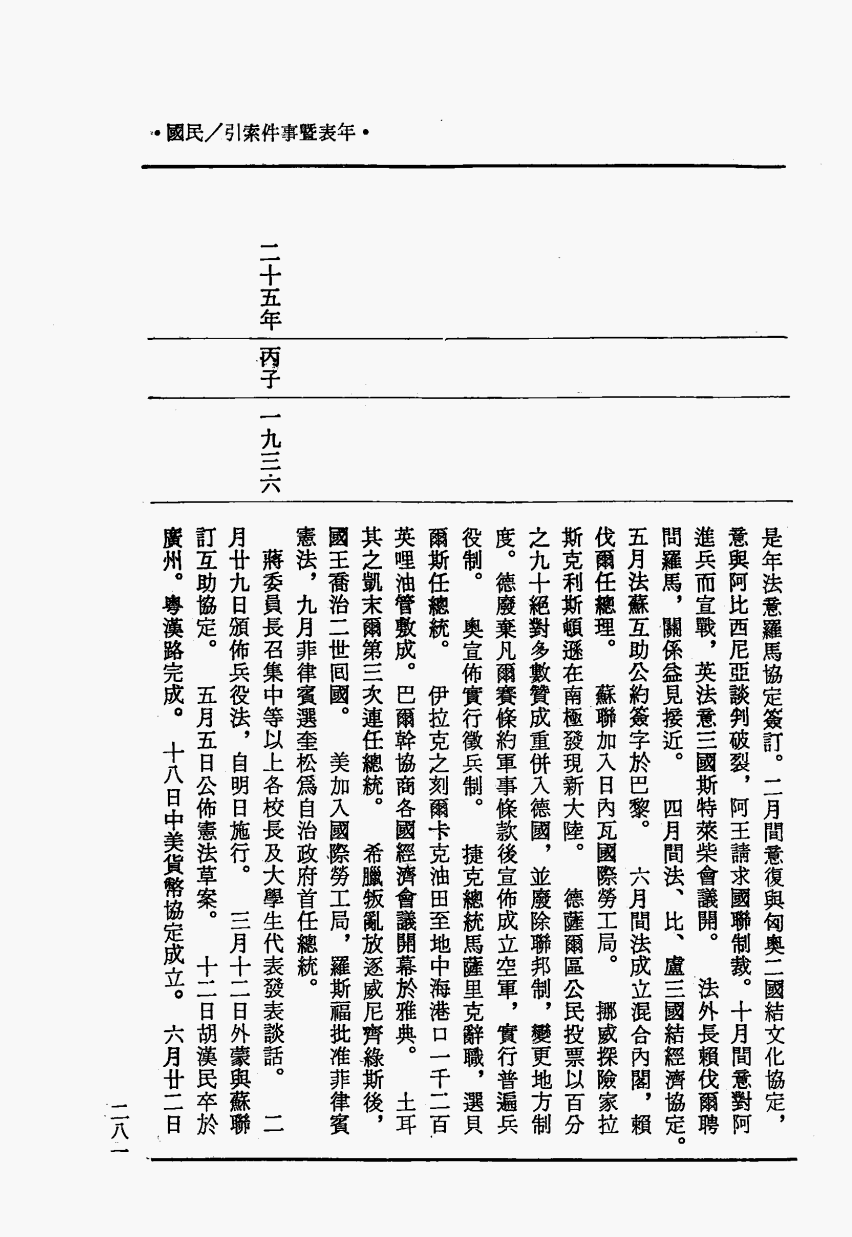 •國民／引索件事暨表年•
是年法意羅馬協定簽訂。二月間意復與匈奧二國結文化協定，
意與阿比西尼亞談判破裂，阿王請求國聯制裁。十月間意對阿
進兵而宣戰，英法意三國斯特萊柴會議開。　法外長賴伐爾聘
問羅馬，關係益見接近。　四月間法、比、盧三國結經濟協定。
五月法蘇互助公約簽字於巴黎。　六月間法成立混合內閣，賴
伐爾任總理。　蘇聯加入日內瓦國際勞工局。　挪威探險家拉
斯克利斯頓遜在南極發現新大陸。　德薩爾區公民投票以百分
之九十絕對多數贊成重併入德國，並廢除聯邦制，變更地方制
度。德廢棄凡爾賽條約軍事條款後宣佈成立空軍，實行普遍兵
役制。　奧宣佈實行徵兵制。　捷克總統馬薩里克辭職，選貝
爾斯任總統。　伊拉克之刻爾卡克油田至地中海港口一千二百
英哩油管敷成。巴爾幹協商各國經濟會議開幕於雅典。　土耳
其之凱末爾第三次連任總統。　希臘叛亂放逐威尼齊綠斯後，
國王喬治二世回國。　美加入國際勞工局，羅斯福批准菲律賓
憲法，九月菲律賓選奎松爲自治政府首任總統。
二十五年　丙子　一九三六
蔣委員長召集中等以上各校長及大學生代表發表談話。　二
月廿九日頒佈兵役法，自明日施行。　三月十二日外蒙與蘇聯
訂互助協定。　五月五日公佈憲法草案。　十二日胡漢民卒於
廣州。粵漢路完成。　十八日中美貨幣協定成立。　六月廿二日
二八一